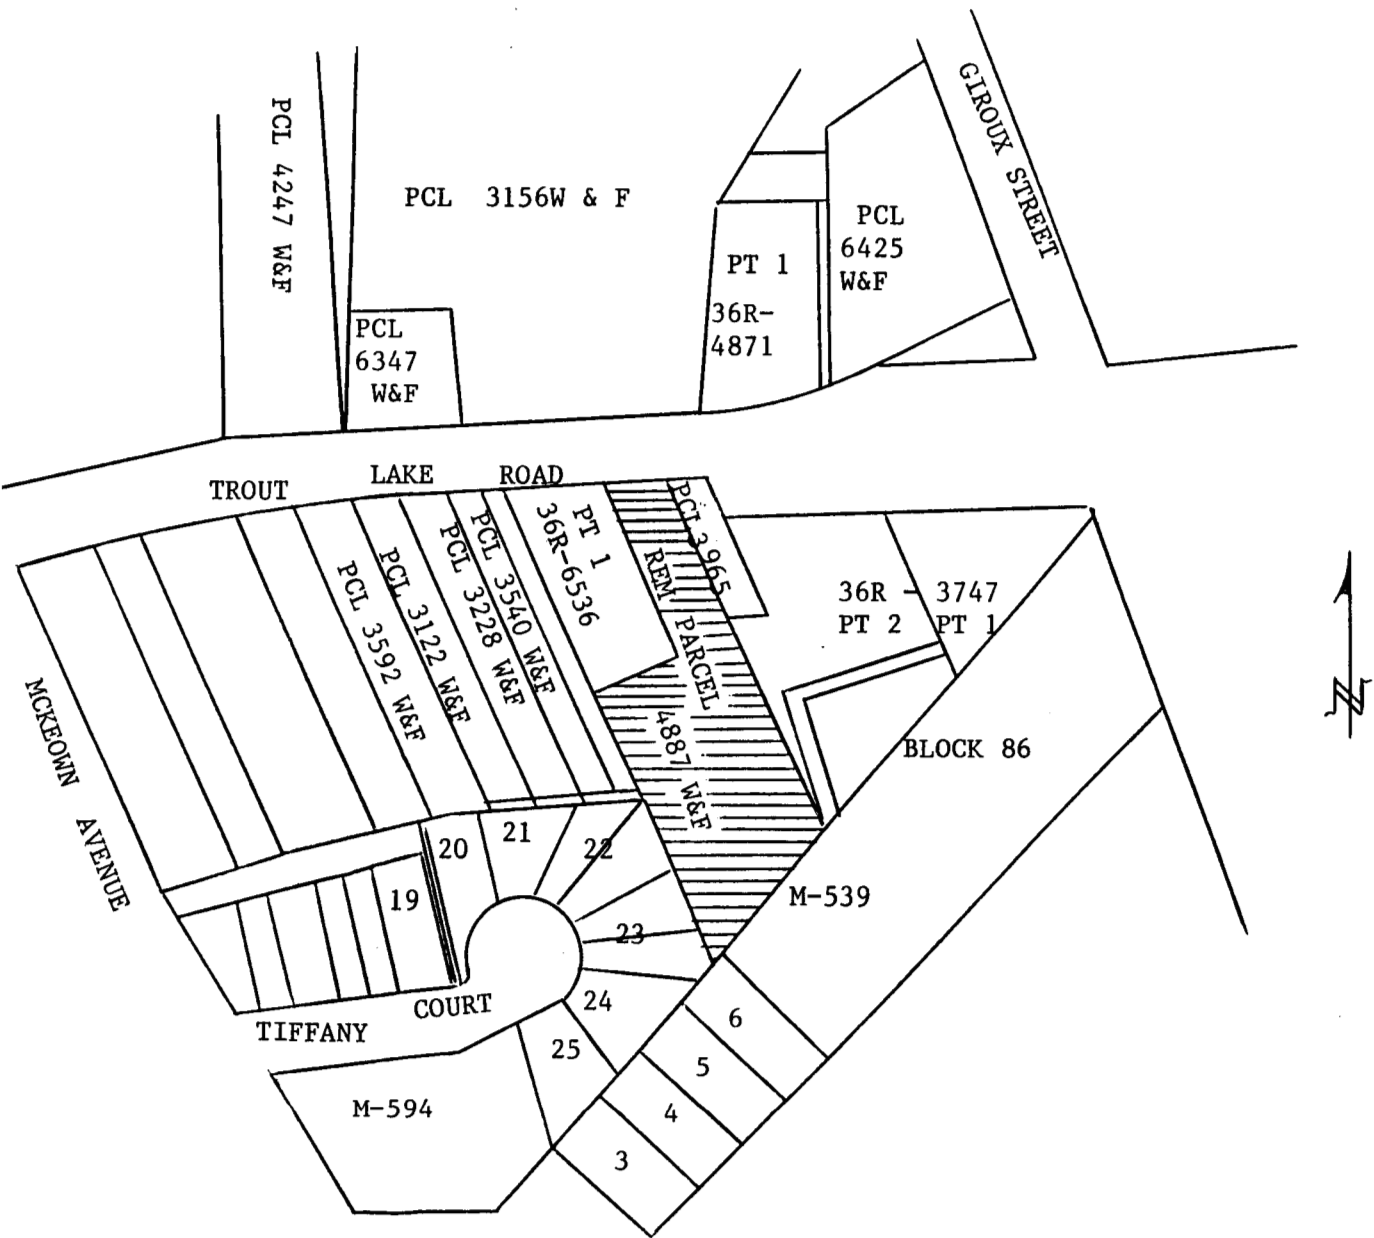 GIROUX STREET
PCL 4247 W&F
PCL 3156W & F
PCL
6425
W&F
PT 1
36R-
4871
PCL
6347
W&F
TROUT LAKE ROAD
PCL 3965
PT 1
36R-6536
PCL 3540 W&F
PCL 3228 W&F
PCL 3122 W&F
PCL 3592 W&F
REM PARCEL
4887 W&F
36R - 3747
PT 2 PT 1
N
MCKEOWN AVENUE
BLOCK 86
20
21
22
19
M-539
23
24
COURT
TIFFANY
25
6
5
M-594
4
3